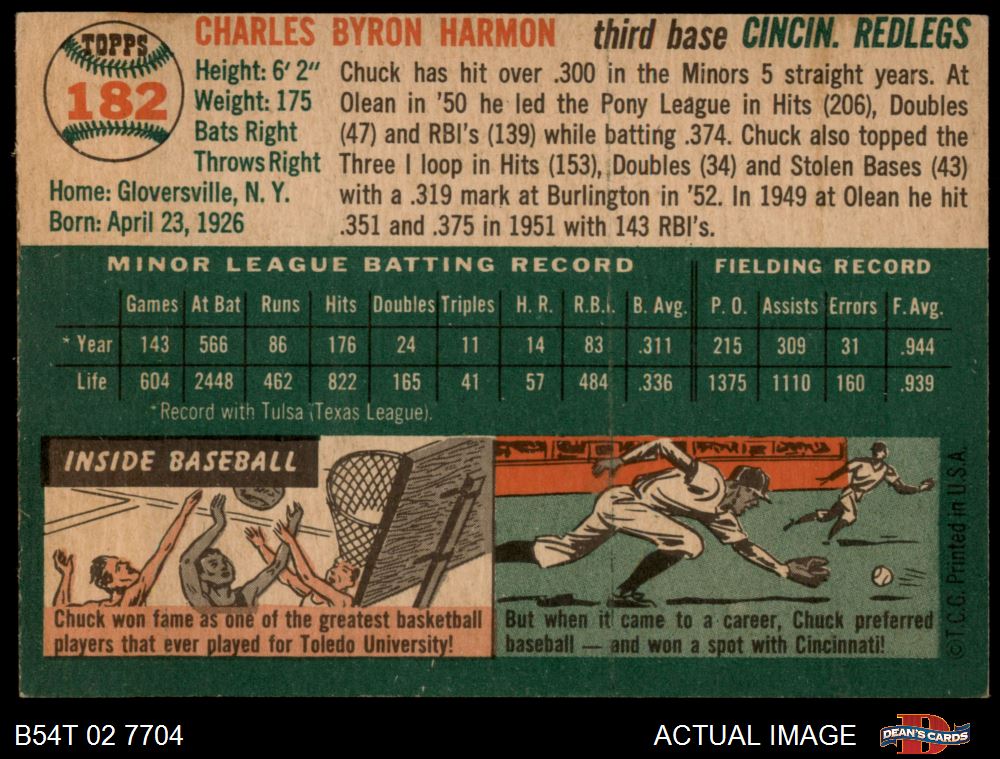 TOPPS
182
CHARLES BYRON HARMON third base CINCIN. REDLEGS
Height: 6' 2"
Weight: 175
Bats Right
Throws Right
Home: Gloversville, N. Y.
Born: April 23, 1926
Chuck has hit over .300 in the Minors 5 straight years. At
Olean in '50 he led the Pony League in Hits (206), Doubles
(47) and RBI's (139) while batting .374. Chuck also topped the
Three I loop in Hits (153), Doubles (34) and Stolen Bases (43)
with a .319 mark at Burlington in '52. In 1949 at Olean he hit
.351 and .375 in 1951 with 143 RBI's.
MINOR LEAGUE BATTING RECORD FIELDING RECORD
Games At Bat Runs Hits Doubles Triples H. R. R.B.I. B. Avg. P. O. Assists Errors F. Avg.
* Year 143 566 86 176 24 11 14 83 .311 215 309 31 .944
Life 604 2448 462 822 165 41 57 484 .336 1375 1110 160 .939
*Record with Tulsa (Texas League).
INSIDE BASEBALL
Chuck won fame as one of the greatest basketball
players that ever played for Toledo University!
But when it came to a career, Chuck preferred
baseball — and won a spot with Cincinnati!
©T.C.G. Printed in U.S.A.
B54T 02 7704
ACTUAL IMAGE
DEAN'S CARDS